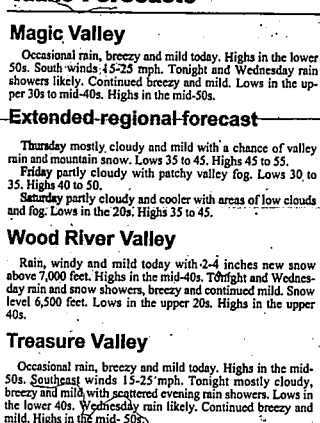 Idaho Forecasts
Magic Valley
Occasional rain, breezy and mild today. Highs in the lower
50s. South winds 15-25 mph. Tonight and Wednesday rain
showers likely. Continued breezy and mild. Lows in the up-
per 30s to mid-40s. Highs in the mid-50s.
Extended regional forecast
Thursday mostly cloudy and mild with a chance of valley
rain and mountain snow. Lows 35 to 45. Highs 45 to 55.
Friday partly cloudy with patchy valley fog. Lows 30 to
35. Highs 40 to 50.
Saturday partly cloudy and cooler with areas of low clouds
and fog. Lows in the 20s. Highs 35 to 45.
Wood River Valley
Rain, windy and mild today with 2-4 inches new snow
above 7,000 feet. Highs in the mid-40s. Tonight and Wednes-
day rain and snow showers, breezy and continued mild. Snow
level 6,500 feet. Lows in the upper 20s. Highs in the upper
40s.
Treasure Valley
Occasional rain, breezy and mild today. Highs in the mid-
50s. Southeast winds 15-25 mph. Tonight mostly cloudy,
breezy and mild with scattered evening rain showers. Lows in
the lower 40s. Wednesday rain likely. Continued breezy and
mild. Highs in the mid- 50s.